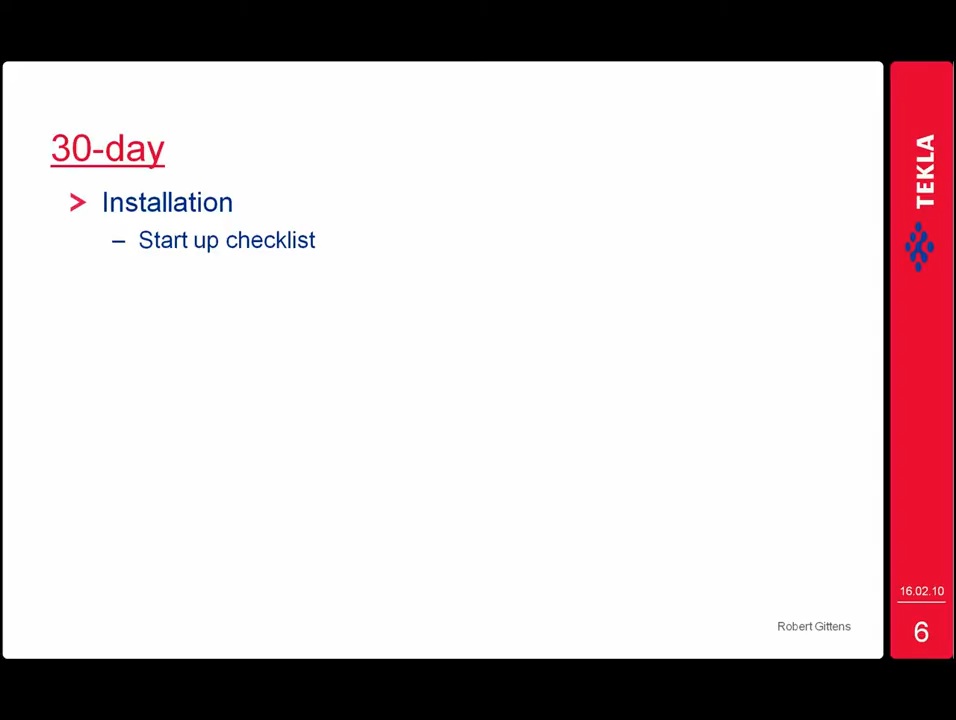 30-day
> Installation
– Start up checklist
TEKLA
16.02.10
Robert Gittens
6